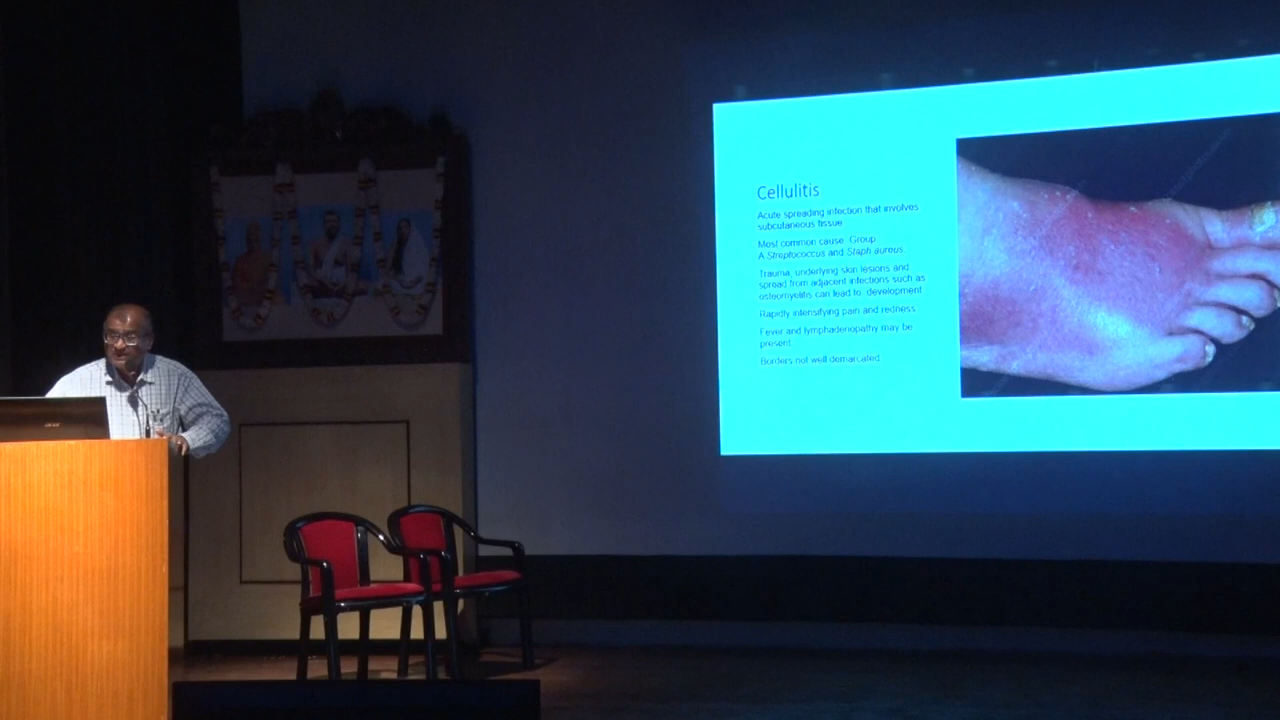 Cellulitis
Acute spreading infection that involves
subcutaneous tissue
Most common cause Group
A Streptococcus and Staph aureus.
Trauma, underlying skin lesions and
spread from adjacent infections such as
osteomyelitis can lead to development
Rapidly intensifying pain and redness
Fever and lymphadenopathy may be
present
Borders not well demarcated
acer